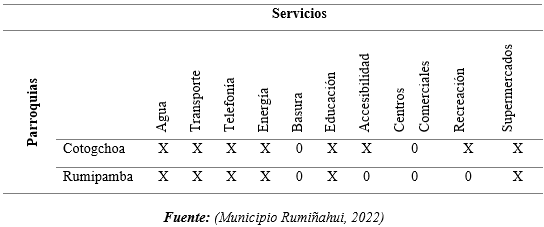 Servicios
Parroquias
Agua
Transporte
Telefonía
Energía
Basura
Educación
Accesibilidad
Centros
Comerciales
Recreación
Supermercados
Cotogchoa X X X X 0 X X 0 X X
Rumipamba X X X X 0 X 0 0 0 X
Fuente: (Municipio Rumiñahui, 2022)